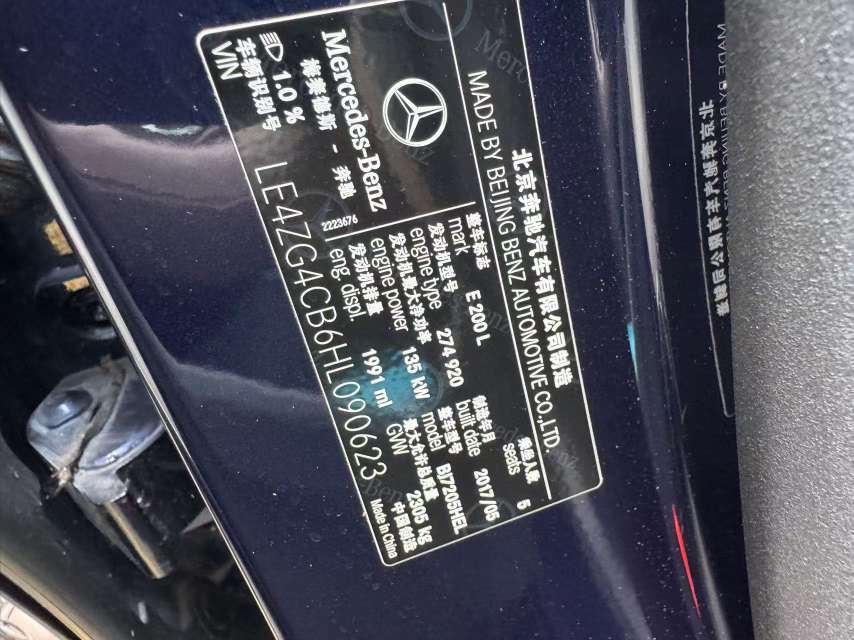 北京奔驰汽车有限公司制造
MADE BY BEIJING BENZ AUTOMOTIVE CO.,LTD.
Mercedes-Benz
梅赛德斯 - 奔驰
2223676
1.0 %
整车标志
mark E 200 L
乘坐人数
seats 5
发动机型号
engine type 274 920
制造年月
built date 2017/05
发动机最大净功率
engine power 135 kW
整车型号
model BJ7205HEL
发动机排量
eng. displ. 1991 ml
最大允许总质量
GVW 2305 kg
车辆识别号
VIN LE4ZG4CB6HL090623
中国制造
Made in China